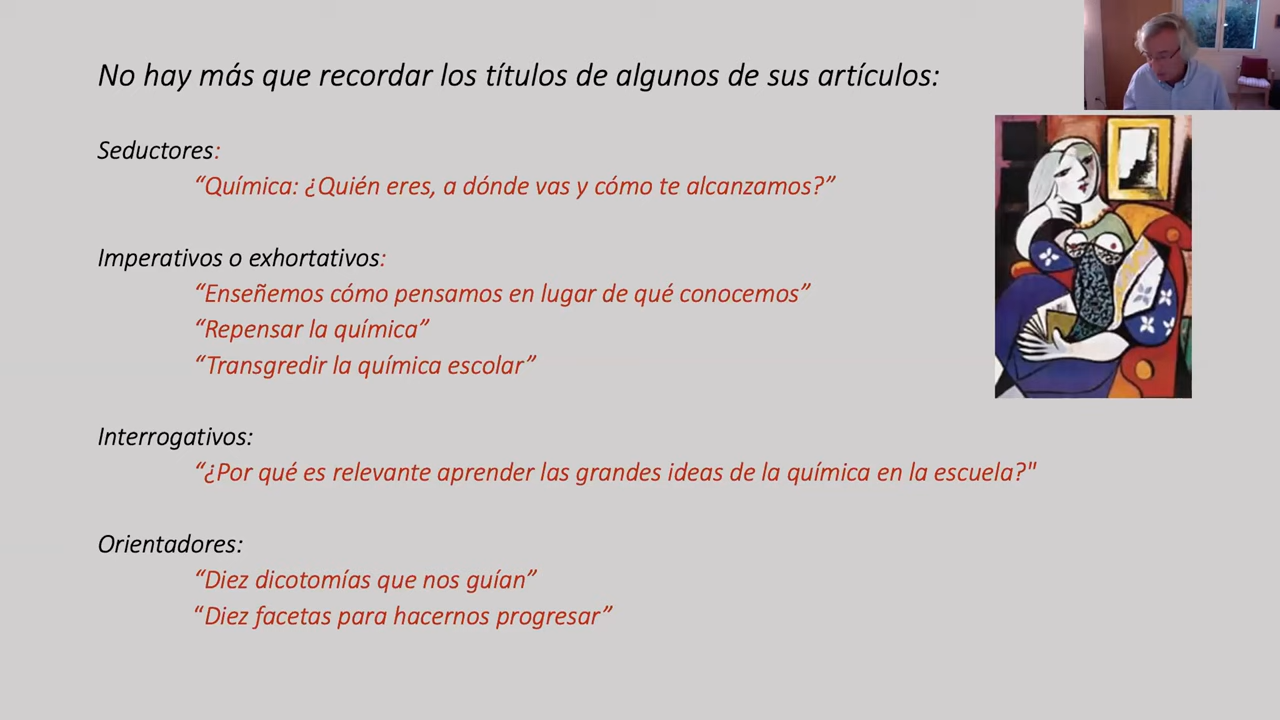 No hay más que recordar los títulos de algunos de sus artículos:
Seductores:
“Química: ¿Quién eres, a dónde vas y cómo te alcanzamos?”
Imperativos o exhortativos:
“Enseñemos cómo pensamos en lugar de qué conocemos”
“Repensar la química”
“Transgredir la química escolar”
Interrogativos:
“¿Por qué es relevante aprender las grandes ideas de la química en la escuela?"
Orientadores:
“Diez dicotomías que nos guían”
“Diez facetas para hacernos progresar”